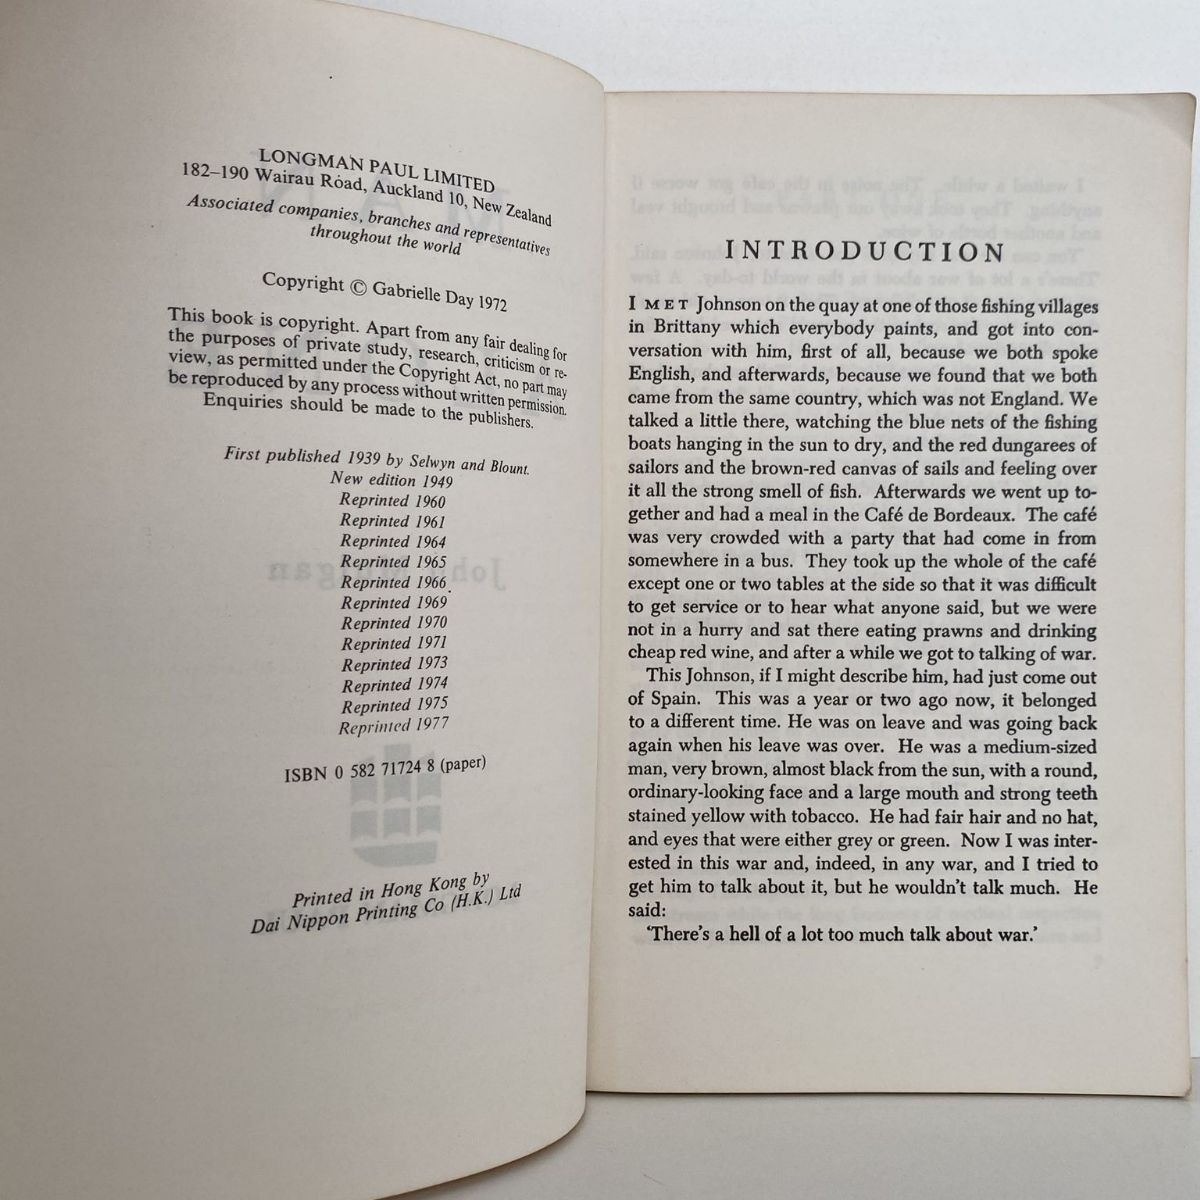 LONGMAN PAUL LIMITED
182–190 Wairau Road, Auckland 10, New Zealand
Associated companies, branches and representatives
throughout the world
Copyright © Gabrielle Day 1972
This book is copyright. Apart from any fair dealing for
the purposes of private study, research, criticism or re-
view, as permitted under the Copyright Act, no part may
be reproduced by any process without written permission.
Enquiries should be made to the publishers.
First published 1939 by Selwyn and Blount.
New edition 1949
Reprinted 1960
Reprinted 1961
Reprinted 1964
Reprinted 1965
Reprinted 1966
Reprinted 1969
Reprinted 1970
Reprinted 1971
Reprinted 1973
Reprinted 1974
Reprinted 1975
Reprinted 1977
ISBN 0 582 71724 8 (paper)
Printed in Hong Kong by
Dai Nippon Printing Co (H.K.) Ltd
INTRODUCTION
I MET Johnson on the quay at one of those fishing villages
in Brittany which everybody paints, and got into con-
versation with him, first of all, because we both spoke
English, and afterwards, because we found that we both
came from the same country, which was not England. We
talked a little there, watching the blue nets of the fishing
boats hanging in the sun to dry, and the red dungarees of
sailors and the brown-red canvas of sails and feeling over
it all the strong smell of fish. Afterwards we went up to-
gether and had a meal in the Café de Bordeaux. The café
was very crowded with a party that had come in from
somewhere in a bus. They took up the whole of the café
except one or two tables at the side so that it was difficult
to get service or to hear what anyone said, but we were
not in a hurry and sat there eating prawns and drinking
cheap red wine, and after a while we got to talking of war.
This Johnson, if I might describe him, had just come out
of Spain. This was a year or two ago now, it belonged
to a different time. He was on leave and was going back
again when his leave was over. He was a medium-sized
man, very brown, almost black from the sun, with a round,
ordinary-looking face and a large mouth and strong teeth
stained yellow with tobacco. He had fair hair and no hat,
and eyes that were either grey or green. Now I was inter-
ested in this war and, indeed, in any war, and I tried to
get him to talk about it, but he wouldn't talk much. He
said:
'There's a hell of a lot too much talk about war.'